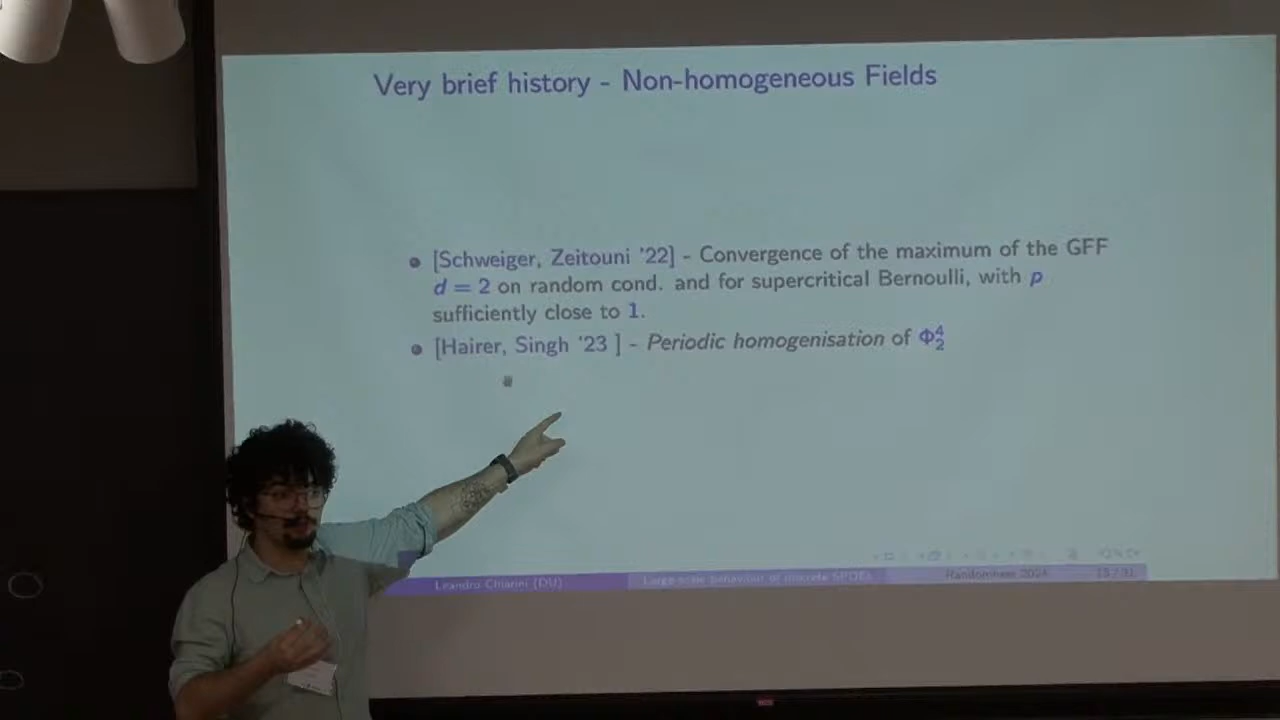 Very brief history - Non-homogeneous Fields
• [Schweiger, Zeitouni '22] - Convergence of the maximum of the GFF
d = 2 on random cond. and for supercritical Bernoulli, with p
sufficiently close to 1.
• [Hairer, Singh '23 ] - Periodic homogenisation of Φ⁴₂
Leandro Chiarini (DU) Large scale behaviour of discrete SPDEs 13 / 31